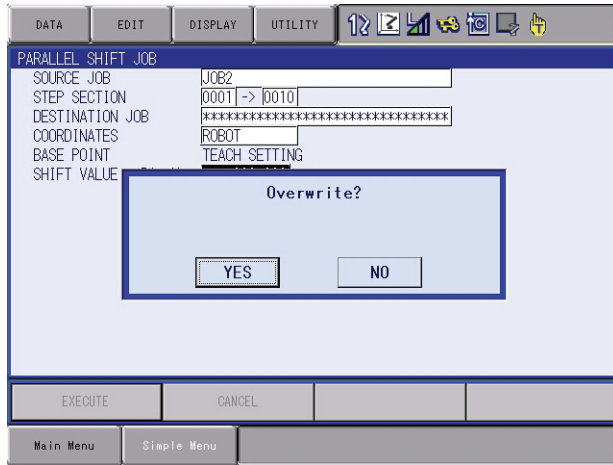 DATA EDIT DISPLAY UTILITY
PARALLEL SHIFT JOB
SOURCE JOB JOB2
STEP SECTION 0001 -> 0010
DESTINATION JOB ********************************
COORDINATES ROBOT
BASE POINT TEACH SETTING
SHIFT VALUE
Overwrite?
YES NO
EXECUTE CANCEL
Main Menu Simple Menu